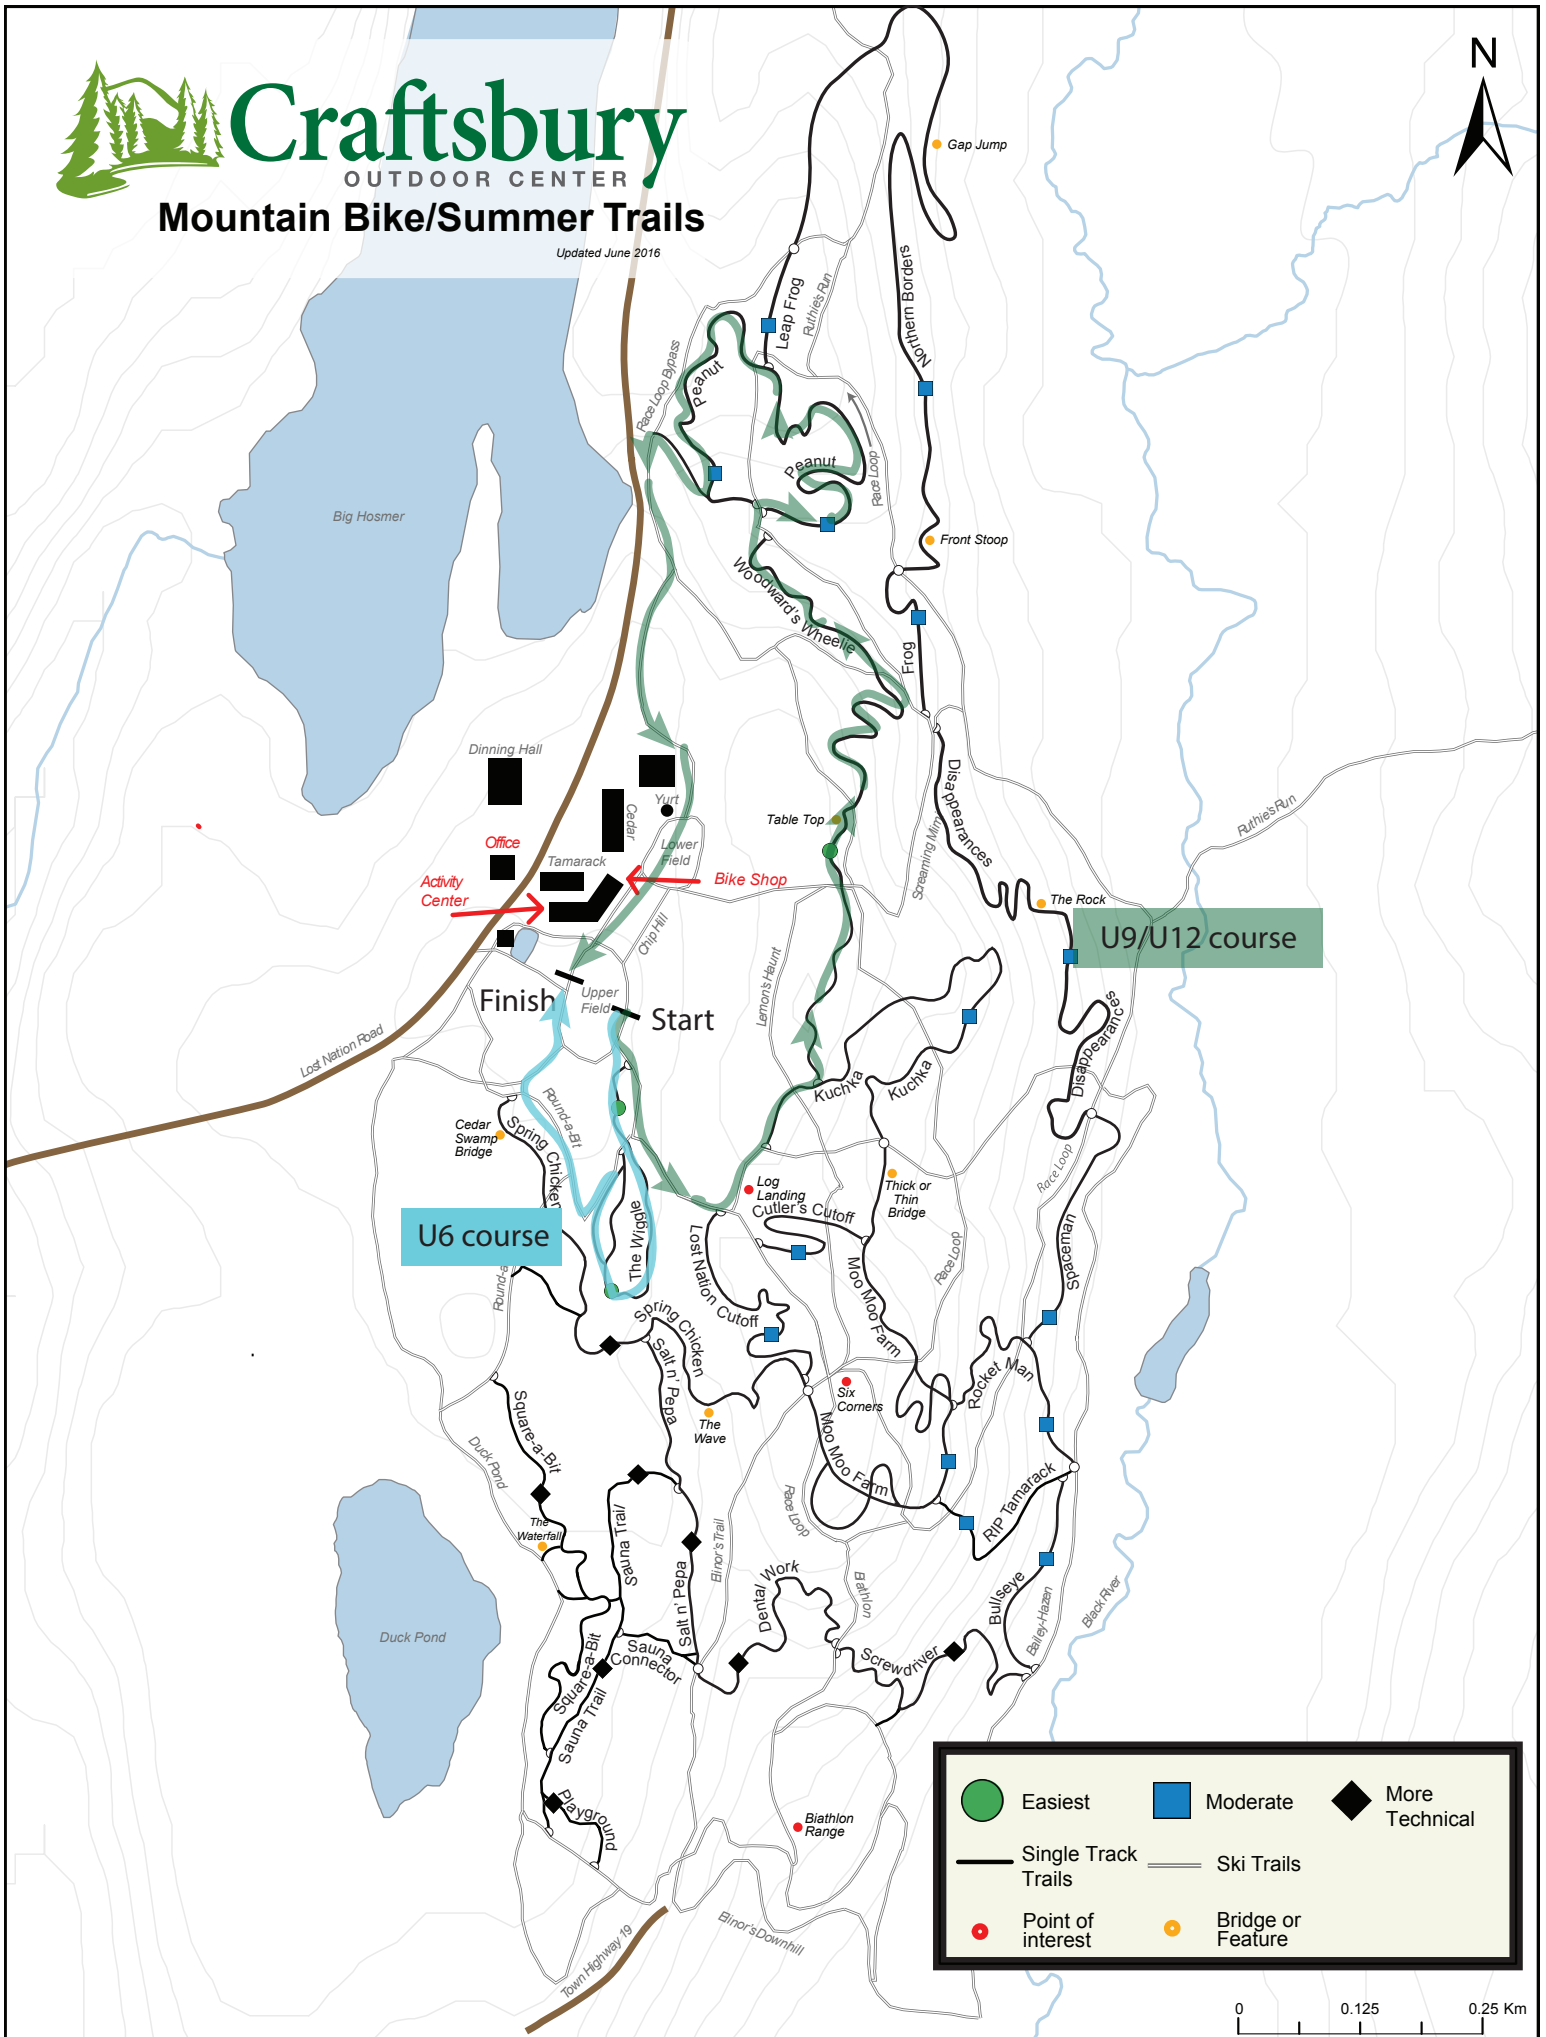 Craftsbury
OUTDOOR CENTER
Mountain Bike/Summer Trails
Updated June 2016
N
Gap Jump
Leap Frog
Ruthie's Run
Northern Borders
Race Loop Bypass
Peanut
Peanut
Race Loop
Big Hosmer
Front Stoop
Woodward's Wheelie
Frog
Dinning Hall
Disappearances
Yurt
Cedar
Table Top
Screaming Mimi
Ruthie's Run
Office
Lower
Field
Tamarack
Activity
Center
Bike Shop
The Rock
U9/U12 course
Chip Hill
Lemon's Haunt
Finish
Upper
Field
Start
Lost Nation Road
Disappearances
Kuchka
Kuchka
Round-a-Bit
Cedar
Swamp
Bridge
Spring Chicken
Race Loop
Log
Landing
Thick or
Thin
Bridge
Cutler's Cutoff
U6 course
The Wiggle
Lost Nation Cutoff
Race Loop
Spaceman
Round-a
Moo Moo Farm
Spring Chicken
Salt n' Pepa
Rocket Man
Six
Corners
The
Wave
Square-a-Bit
Moo Moo Farm
Duck Pond
RIP Tamarack
Race Loop
The
Waterfall
Sauna Trail/
Elinor's Trail
Salt n' Pepa
Dental Work
Biathlon
Bullseye
Bailey-Hazen
Black River
Duck Pond
Square-a-Bit
Sauna
Connector
Screwdriver
Sauna Trail
Playground
Biathlon
Range
Elinor's Downhill
Town Highway 19
Easiest
Moderate
More
Technical
Single Track
Trails
Ski Trails
Point of
interest
Bridge or
Feature
0 0.125 0.25 Km